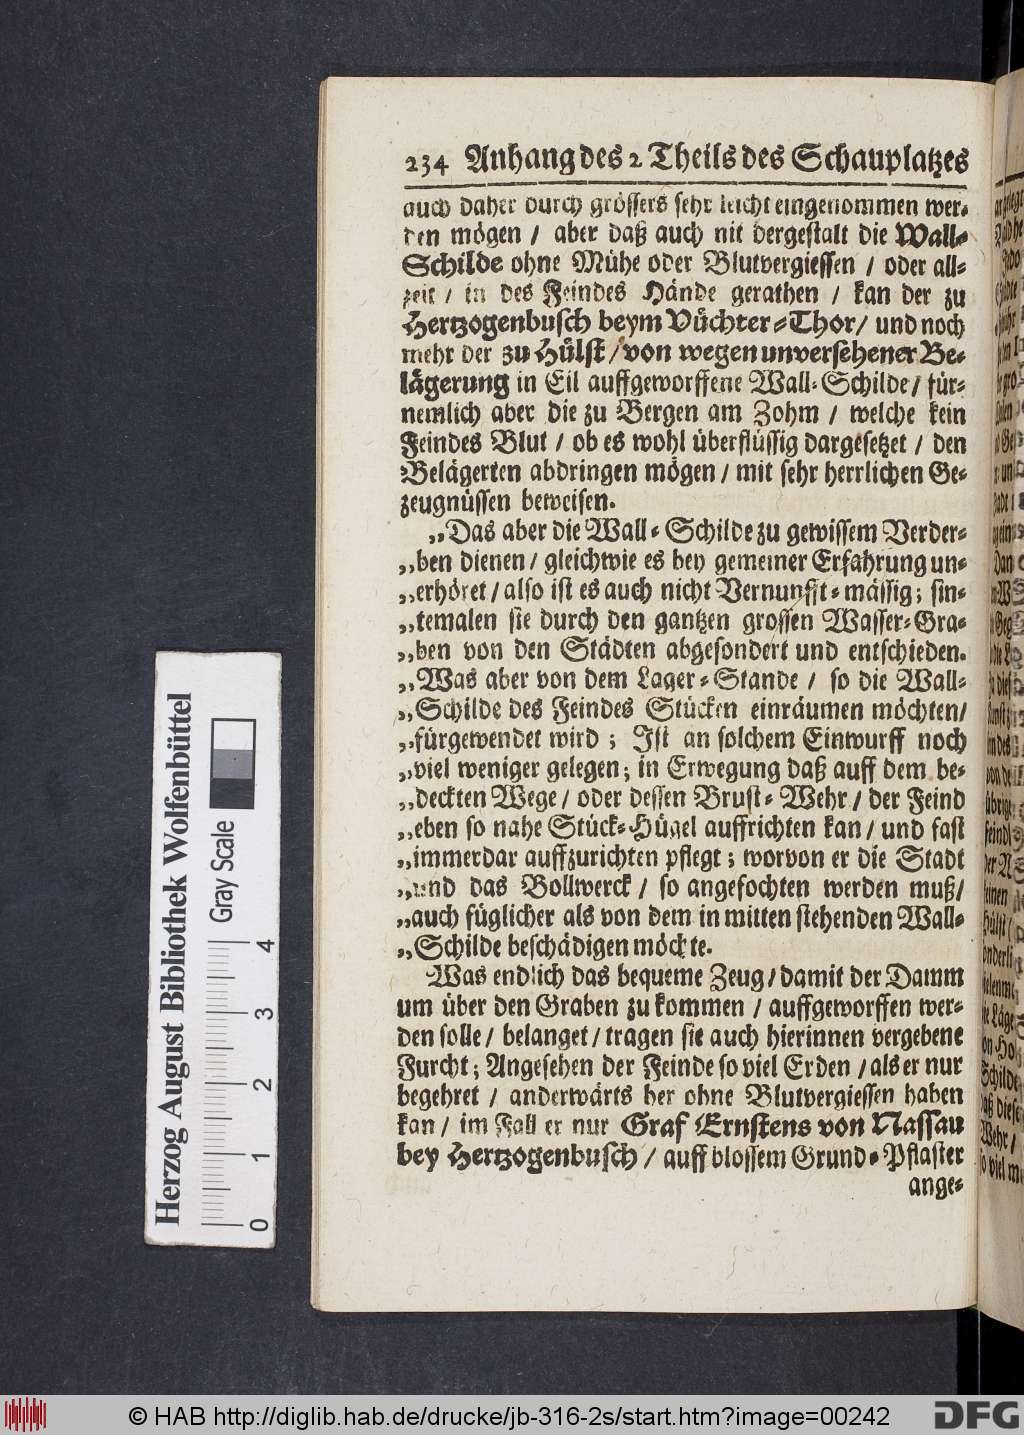 234 Anhang des 2 Theils des Schauplatzes
auch daher durch grössers sehr leicht eingenommen wer-
den mögen / aber daß auch nit dergestalt die Wall-
Schilde ohne Mühe oder Blutvergiessen / oder all-
zeit / in des Feindes Hände gerathen / kan der zu
Hertzogenbusch beym Vüchter-Thor / und noch
mehr der zu Hülst / von wegen unversehener Be-
lägerung in Eil auffgeworffene Wall-Schilde / für-
nemlich aber die zu Bergen am Zohm / welche kein
Feindes Blut / ob es wohl überflüssig dargesetzet / den
Belägerten abdringen mögen / mit sehr herrlichen Ge-
zeugnüssen beweisen.
„Das aber die Wall-Schilde zu gewissem Verder-
„ben dienen / gleichwie es bey gemeiner Erfahrung un-
„erhöret / also ist es auch nicht Vernunfft-mässig; sin-
„temalen sie durch den gantzen grossen Wasser-Gra-
„ben von den Städten abgesondert und entschieden.
„Was aber von dem Lager-Stande / so die Wall-
„Schilde des Feindes Stücken einräumen möchten /
„fürgewendet wird; Ist an solchem Einwurff noch
„viel weniger gelegen; in Erwegung daß auff dem be-
„deckten Wege / oder dessen Brust-Wehr / der Feind
„eben so nahe Stück-Hügel auffrichten kan / und fast
„immerdar auffzurichten pflegt; worvon er die Stadt
„und das Bollwerck / so angefochten werden muß /
„auch füglicher als von dem in mitten stehenden Wall-
„Schilde beschädigen möchte.
Was endlich das bequeme Zeug / damit der Damm
um über den Graben zu kommen / auffgeworffen wer-
den solle / belanget / tragen sie auch hierinnen vergebene
Furcht; Angesehen der Feinde so viel Erden / als er nur
begehret / anderwärts her ohne Blutvergiessen haben
kan / im Fall er nur Graf Ernstens von Nassau
bey Hertzogenbusch / auff blossem Grund-Pflaster
ange-
Herzog August Bibliothek Wolfenbüttel
Gray Scale
0 1 2 3 4
© HAB http://diglib.hab.de/drucke/jb-316-2s/start.htm?image=00242
DFG